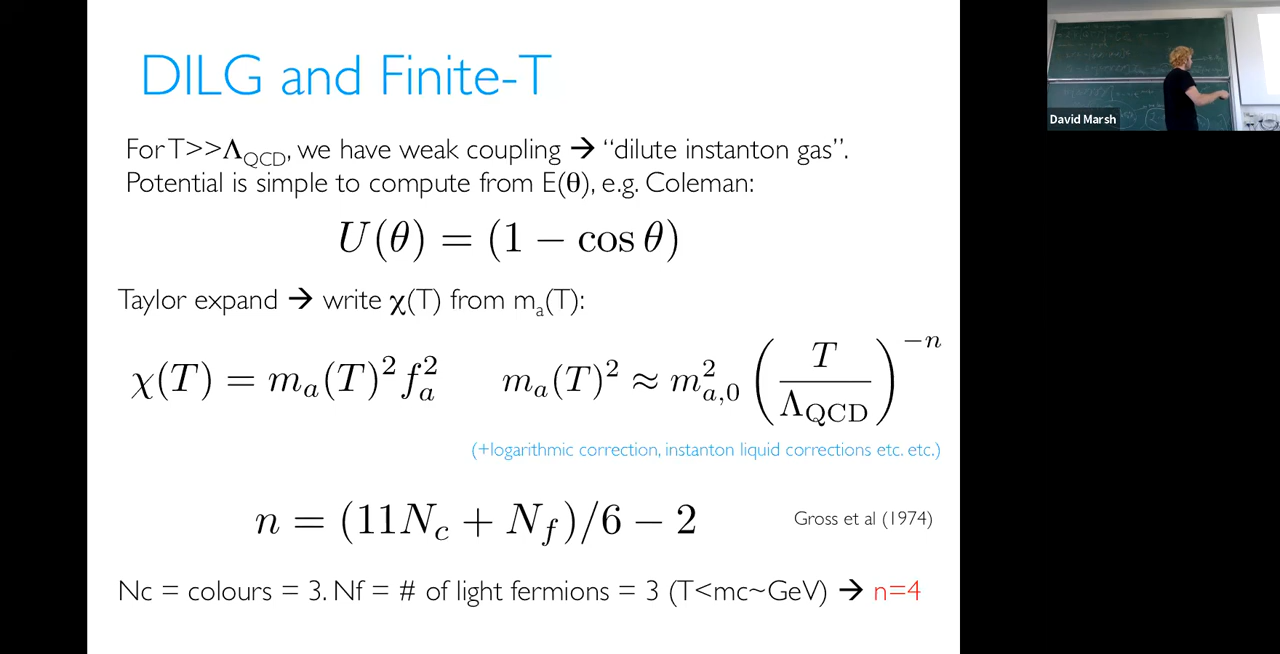 DILG and Finite-T
For T>>Λ_QCD, we have weak coupling → “dilute instanton gas”.
Potential is simple to compute from E(θ), e.g. Coleman:
U(θ) = (1 − cos θ)
Taylor expand → write χ(T) from m_a(T):
χ(T) = m_a(T)² f_a²    m_a(T)² ≈ m_{a,0}² (T / Λ_QCD)^{−n}
(+logarithmic correction, instanton liquid corrections etc. etc.)
n = (11N_c + N_f)/6 − 2    Gross et al (1974)
Nc = colours = 3. Nf = # of light fermions = 3 (T<mc~GeV) → n=4
David Marsh